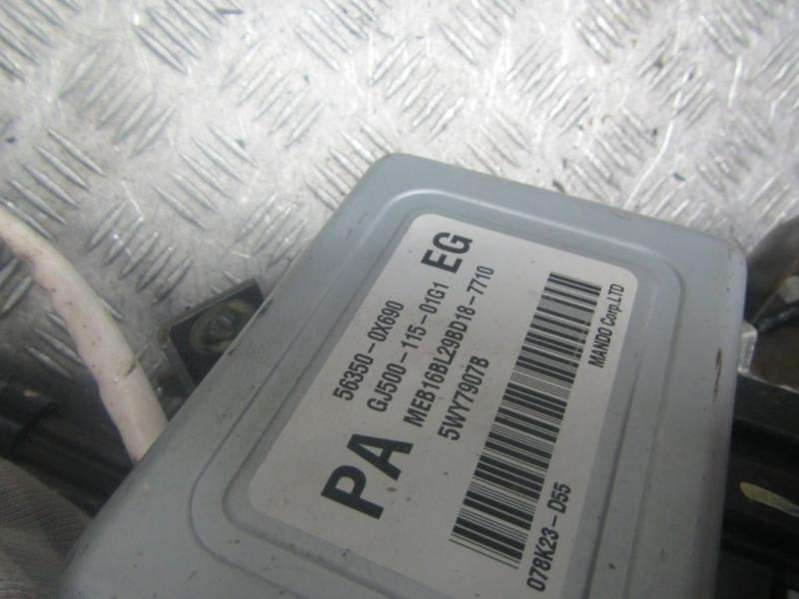 PA
EG
56350-0X690
GJ500-115-01G1
MEB16BL29BD18-7710
5WY7907B
078K23-D55
MANDO Corp.LTD